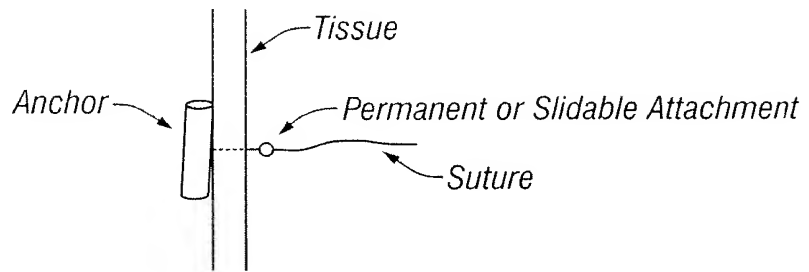 Tissue
Anchor
Permanent or Slidable Attachment
Suture